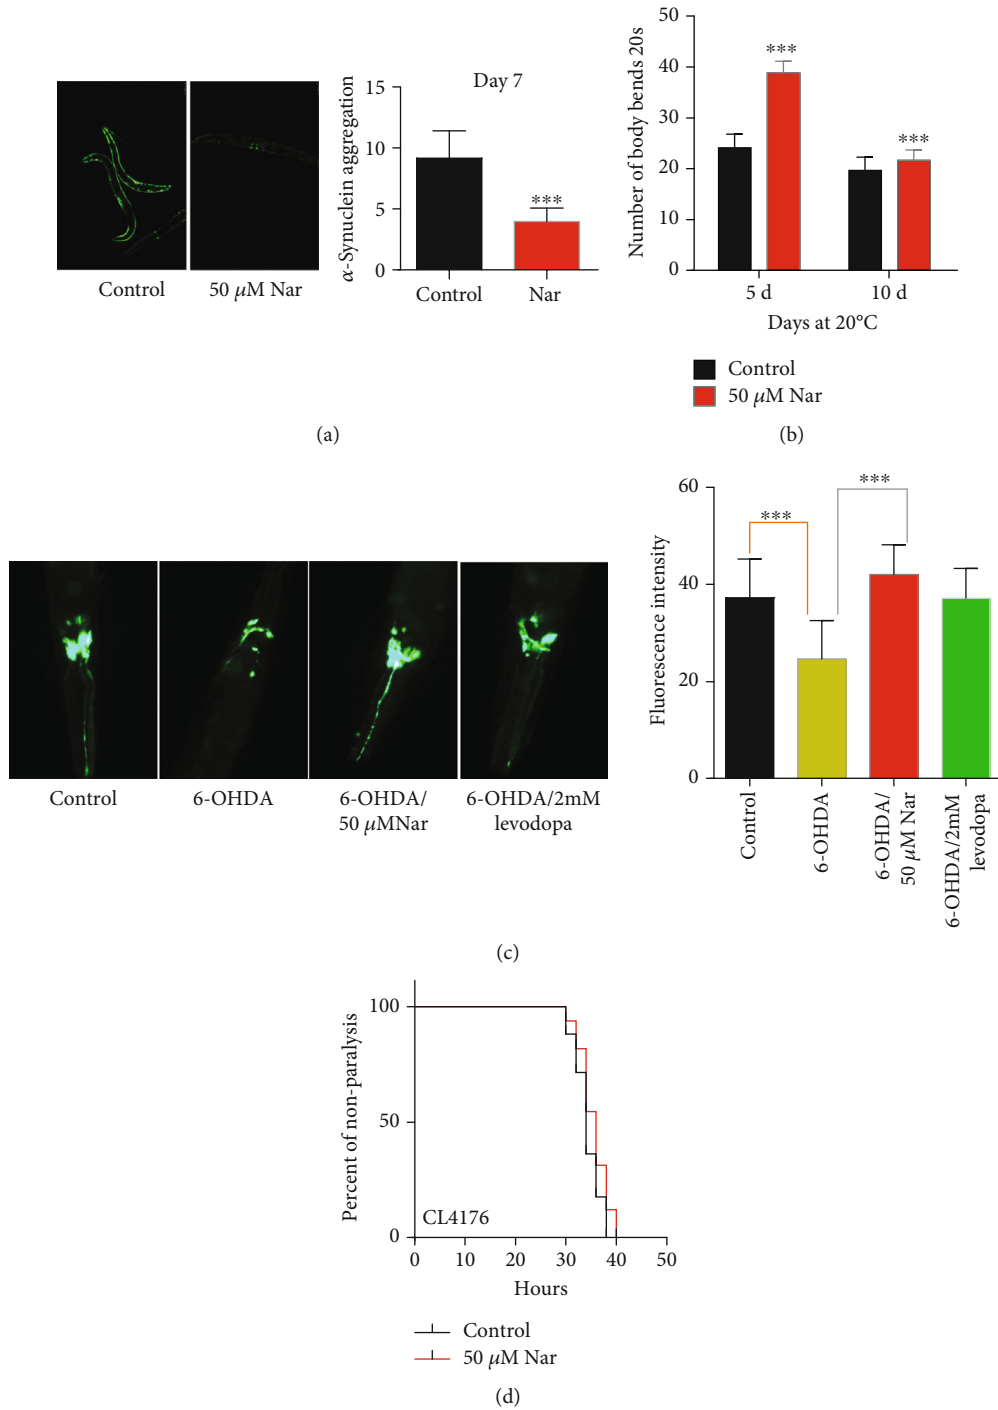 Control
50 μM Nar
α-Synuclein aggregation
Day 7
15
10
5
0
***
Control
Nar
(a)
Number of body bends 20s
50
40
30
20
10
0
***
***
5 d
10 d
Days at 20°C
Control
50 μM Nar
(b)
Control
6-OHDA
6-OHDA/
50 μMNar
6-OHDA/2mM
levodopa
Fluorescence intensity
60
40
20
0
***
***
Control
6-OHDA
6-OHDA/
50 μM Nar
6-OHDA/2mM
levodopa
(c)
Percent of non-paralysis
100
50
0
CL4176
0 10 20 30 40 50
Hours
Control
50 μM Nar
(d)